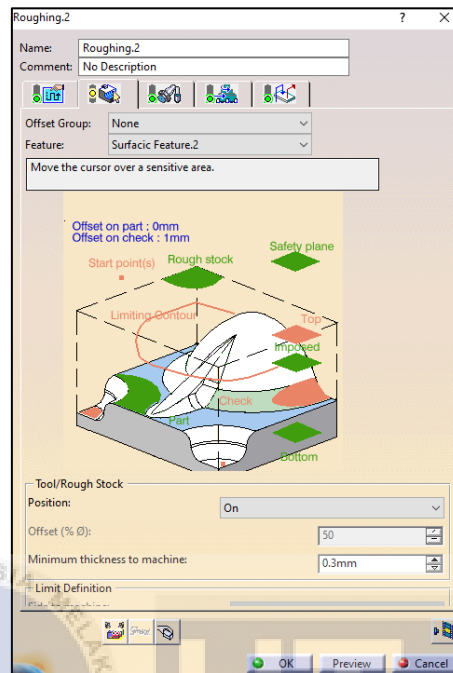 Roughing.2 ? ×
Name: Roughing.2
Comment: No Description
Offset Group: None
Feature: Surfacic Feature.2
Move the cursor over a sensitive area.
Offset on part : 0mm
Offset on check : 1mm
Safety plane
Start point(s) Rough stock
Limiting Contour Top
Imposed
Check
Part
Bottom
Tool/Rough Stock
Position: On
Offset (% Ø): 50
Minimum thickness to machine: 0.3mm
Limit Definition
OK Preview Cancel